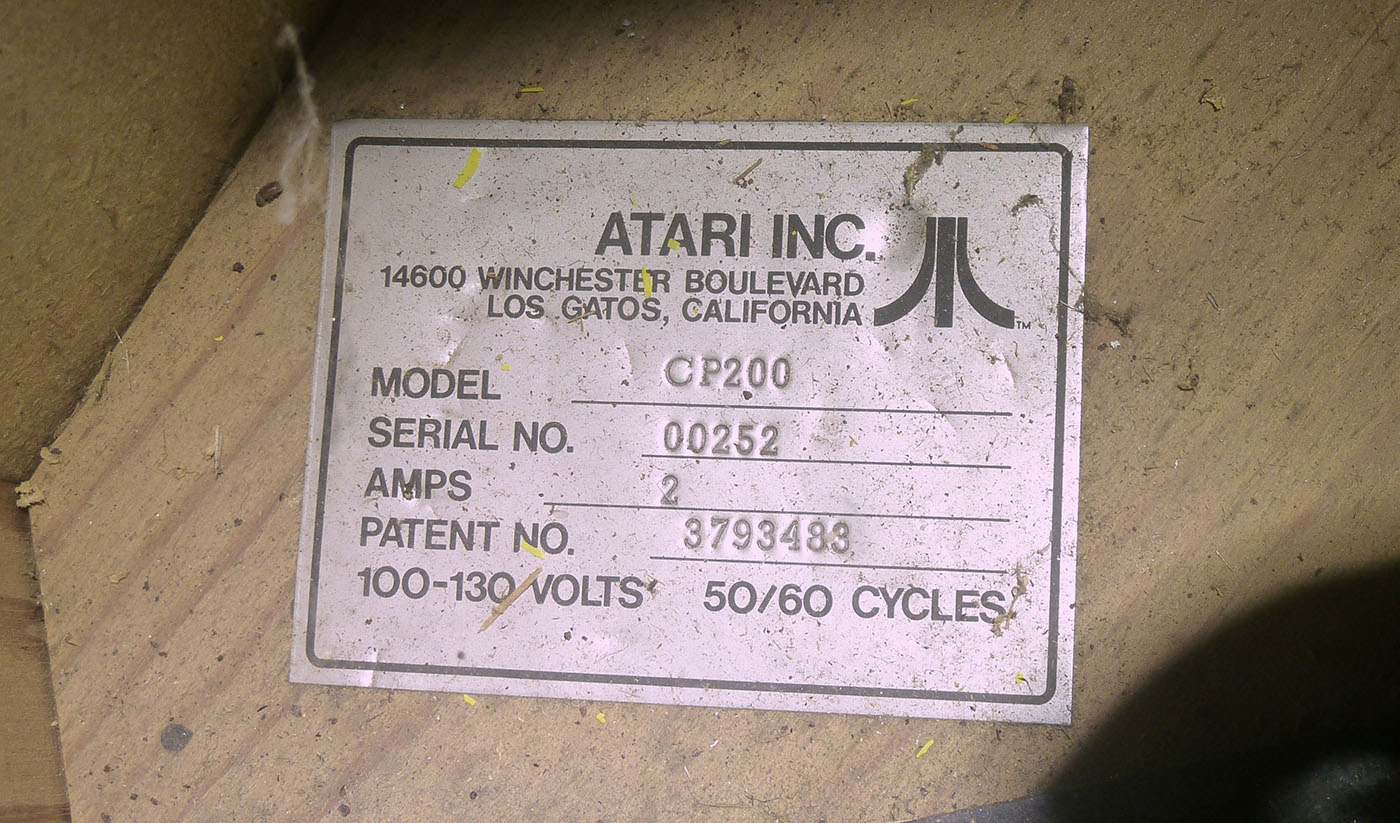 ATARI INC.
14600 WINCHESTER BOULEVARD
LOS GATOS, CALIFORNIA
TM
MODEL CP200
SERIAL NO. 00252
AMPS 2
PATENT NO. 3793483
100-130 VOLTS 50/60 CYCLES